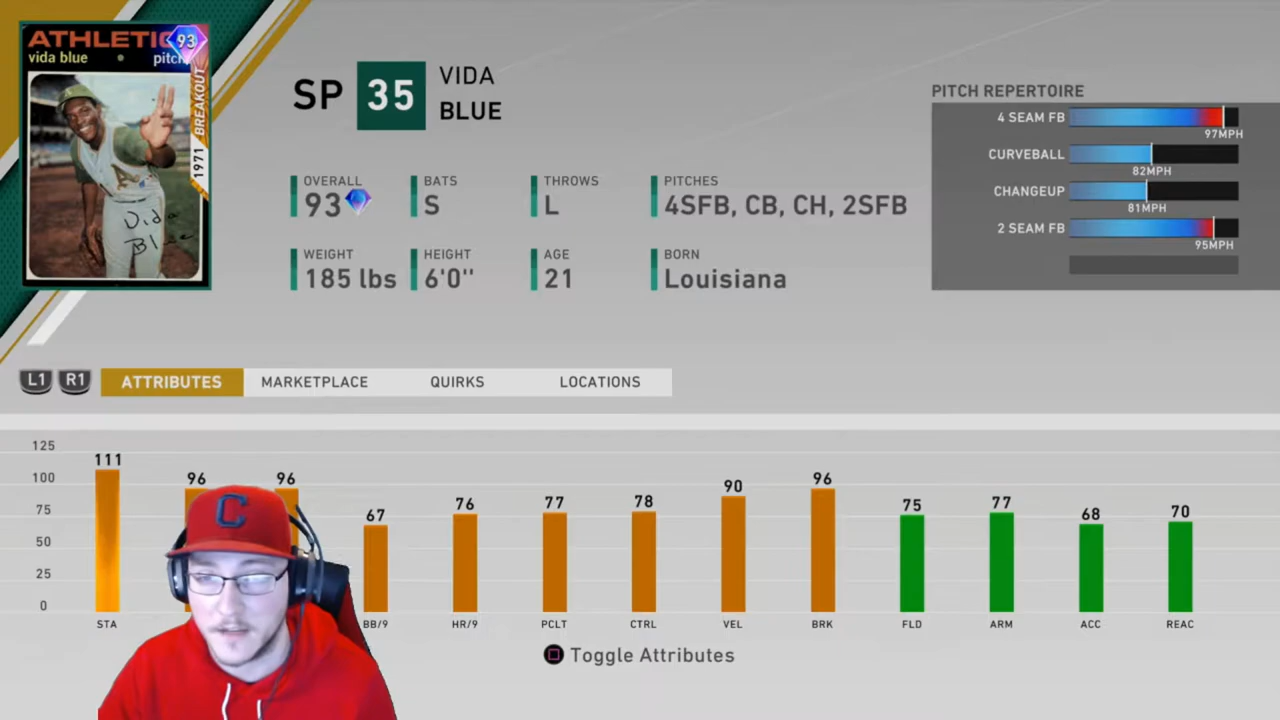 ATHLETIC
93
vida blue • pitch
BREAKOUT
1971
Vida
Blue
SP 35 VIDA
BLUE
OVERALL BATS THROWS PITCHES
93 S L 4SFB, CB, CH, 2SFB
WEIGHT HEIGHT AGE BORN
185 lbs 6'0" 21 Louisiana
PITCH REPERTOIRE
4 SEAM FB
97MPH
CURVEBALL
82MPH
CHANGEUP
81MPH
2 SEAM FB
95MPH
L1 R1 ATTRIBUTES MARKETPLACE QUIRKS LOCATIONS
125
100
75
50
25
0
111 96 96 67 76 77 78 90 96 75 77 68 70
C
STA BB/9 HR/9 PCLT CTRL VEL BRK FLD ARM ACC REAC
Toggle Attributes